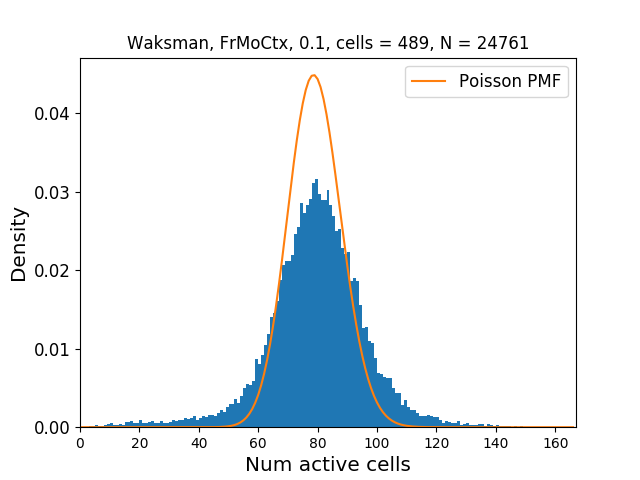 Waksman, FrMoCtx, 0.1, cells = 489, N = 24761
Poisson PMF
0.04
0.03
0.02
0.01
0.00
Density
0 20 40 60 80 100 120 140 160
Num active cells